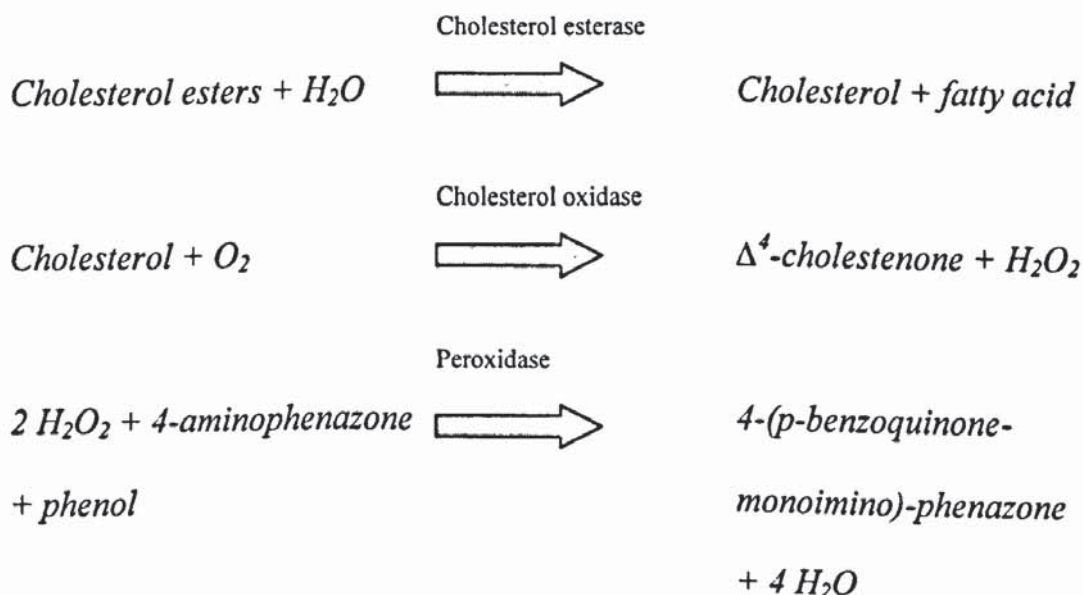 Cholesterol esterase
Cholesterol esters + H₂O Cholesterol + fatty acid
Cholesterol oxidase
Cholesterol + O₂ Δ⁴-cholestenone + H₂O₂
Peroxidase
2 H₂O₂ + 4-aminophenazone 4-(p-benzoquinone-
+ phenol monoimino)-phenazone
+ 4 H₂O